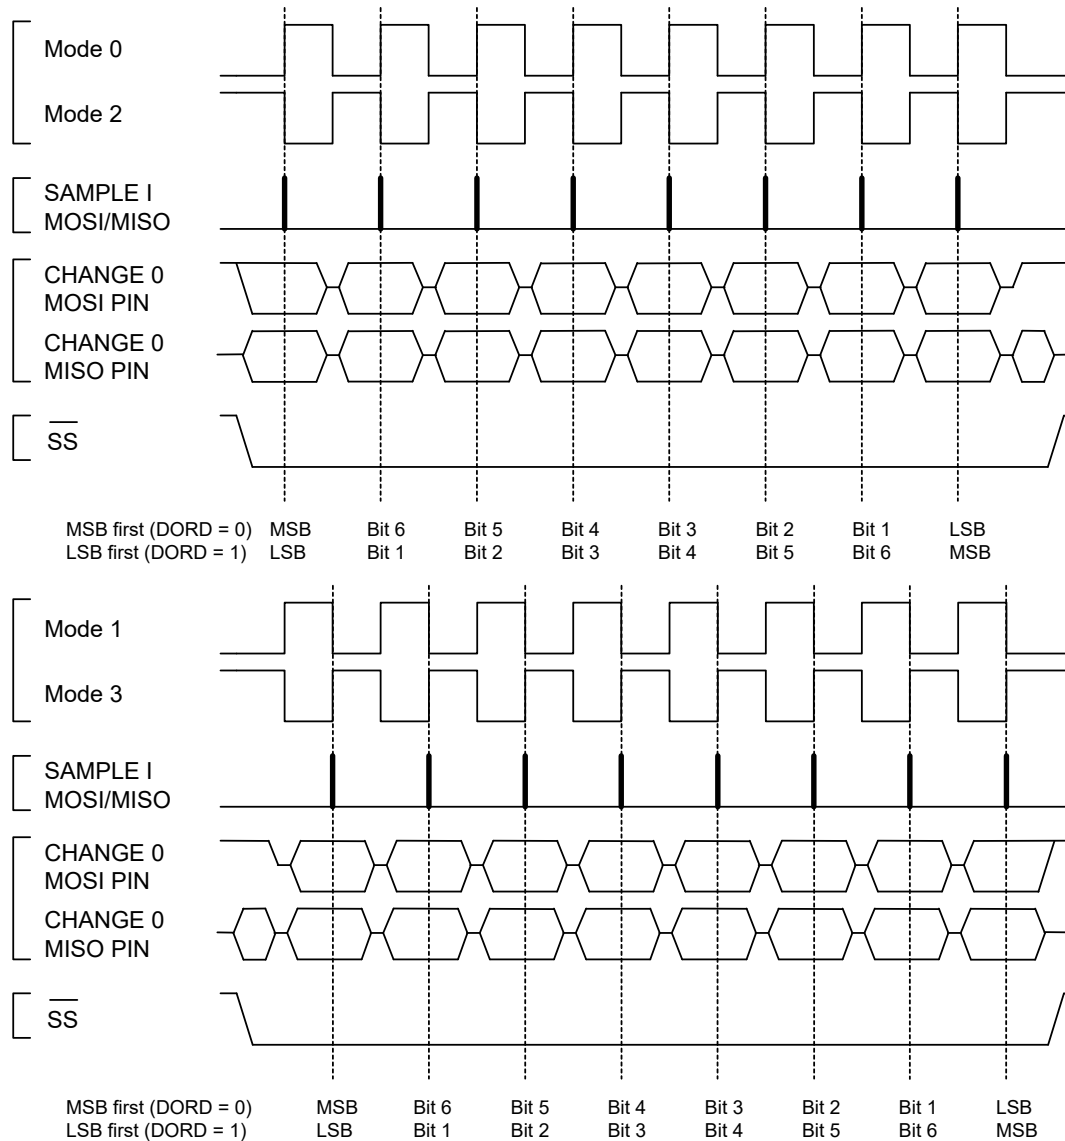 Mode 0
Mode 2
SAMPLE I
MOSI/MISO
CHANGE 0
MOSI PIN
CHANGE 0
MISO PIN
SS
MSB first (DORD = 0) MSB Bit 6 Bit 5 Bit 4 Bit 3 Bit 2 Bit 1 LSB
LSB first (DORD = 1) LSB Bit 1 Bit 2 Bit 3 Bit 4 Bit 5 Bit 6 MSB
Mode 1
Mode 3
SAMPLE I
MOSI/MISO
CHANGE 0
MOSI PIN
CHANGE 0
MISO PIN
SS
MSB first (DORD = 0) MSB Bit 6 Bit 5 Bit 4 Bit 3 Bit 2 Bit 1 LSB
LSB first (DORD = 1) LSB Bit 1 Bit 2 Bit 3 Bit 4 Bit 5 Bit 6 MSB